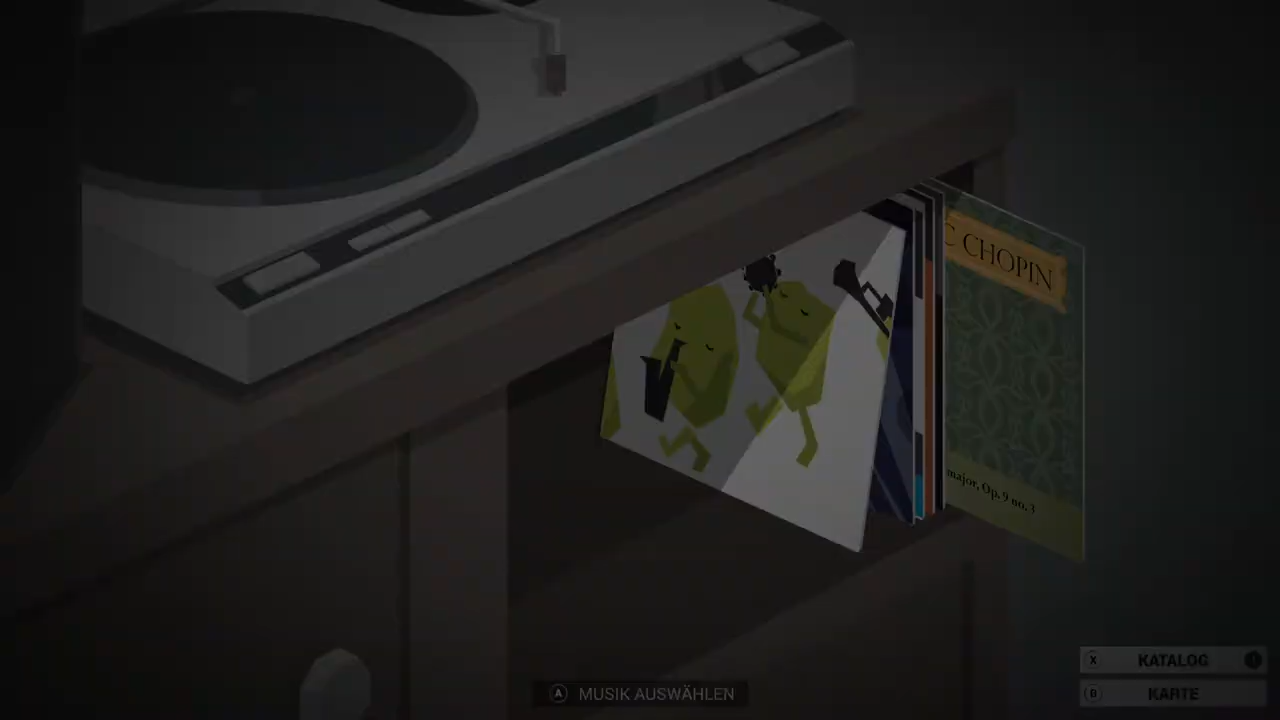 C CHOPIN
major, Op. 9 no. 3
X KATALOG
A MUSIK AUSWÄHLEN
B KARTE